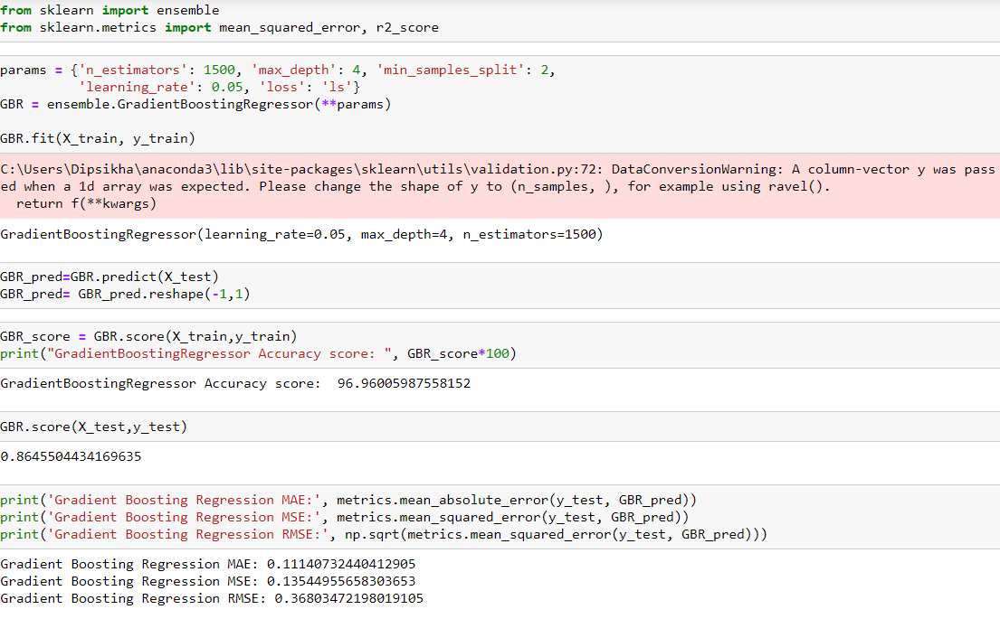 from sklearn import ensemble
from sklearn.metrics import mean_squared_error, r2_score
params = {'n_estimators': 1500, 'max_depth': 4, 'min_samples_split': 2,
          'learning_rate': 0.05, 'loss': 'ls'}
GBR = ensemble.GradientBoostingRegressor(**params)
GBR.fit(X_train, y_train)
C:\Users\Dipsikha\anaconda3\lib\site-packages\sklearn\utils\validation.py:72: DataConversionWarning: A column-vector y was pass
ed when a 1d array was expected. Please change the shape of y to (n_samples, ), for example using ravel().
  return f(**kwargs)
GradientBoostingRegressor(learning_rate=0.05, max_depth=4, n_estimators=1500)
GBR_pred=GBR.predict(X_test)
GBR_pred= GBR_pred.reshape(-1,1)
GBR_score = GBR.score(X_train,y_train)
print("GradientBoostingRegressor Accuracy score: ", GBR_score*100)
GradientBoostingRegressor Accuracy score:  96.96005987558152
GBR.score(X_test,y_test)
0.8645504434169635
print('Gradient Boosting Regression MAE:', metrics.mean_absolute_error(y_test, GBR_pred))
print('Gradient Boosting Regression MSE:', metrics.mean_squared_error(y_test, GBR_pred))
print('Gradient Boosting Regression RMSE:', np.sqrt(metrics.mean_squared_error(y_test, GBR_pred)))
Gradient Boosting Regression MAE: 0.11140732440412905
Gradient Boosting Regression MSE: 0.13544955658303653
Gradient Boosting Regression RMSE: 0.36803472198019105